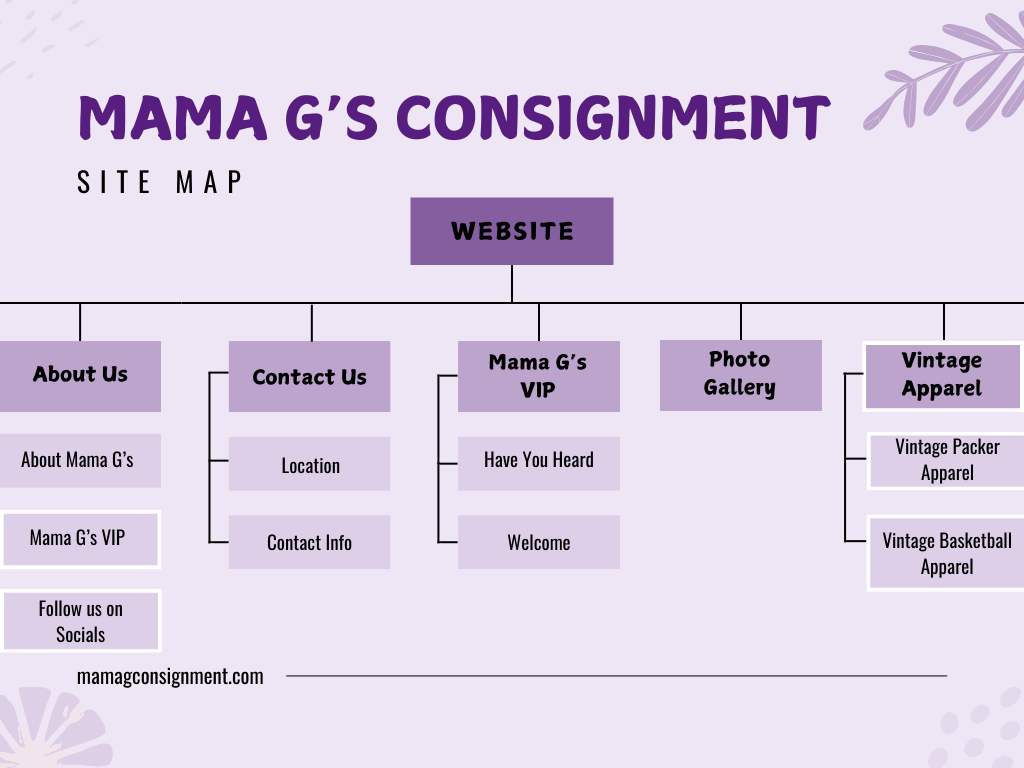 MAMA G'S CONSIGNMENT
SITE MAP
WEBSITE
About Us
About Mama G's
Mama G's VIP
Follow us on
Socials
Contact Us
Location
Contact Info
Mama G's
VIP
Have You Heard
Welcome
Photo
Gallery
Vintage
Apparel
Vintage Packer
Apparel
Vintage Basketball
Apparel
mamagconsignment.com